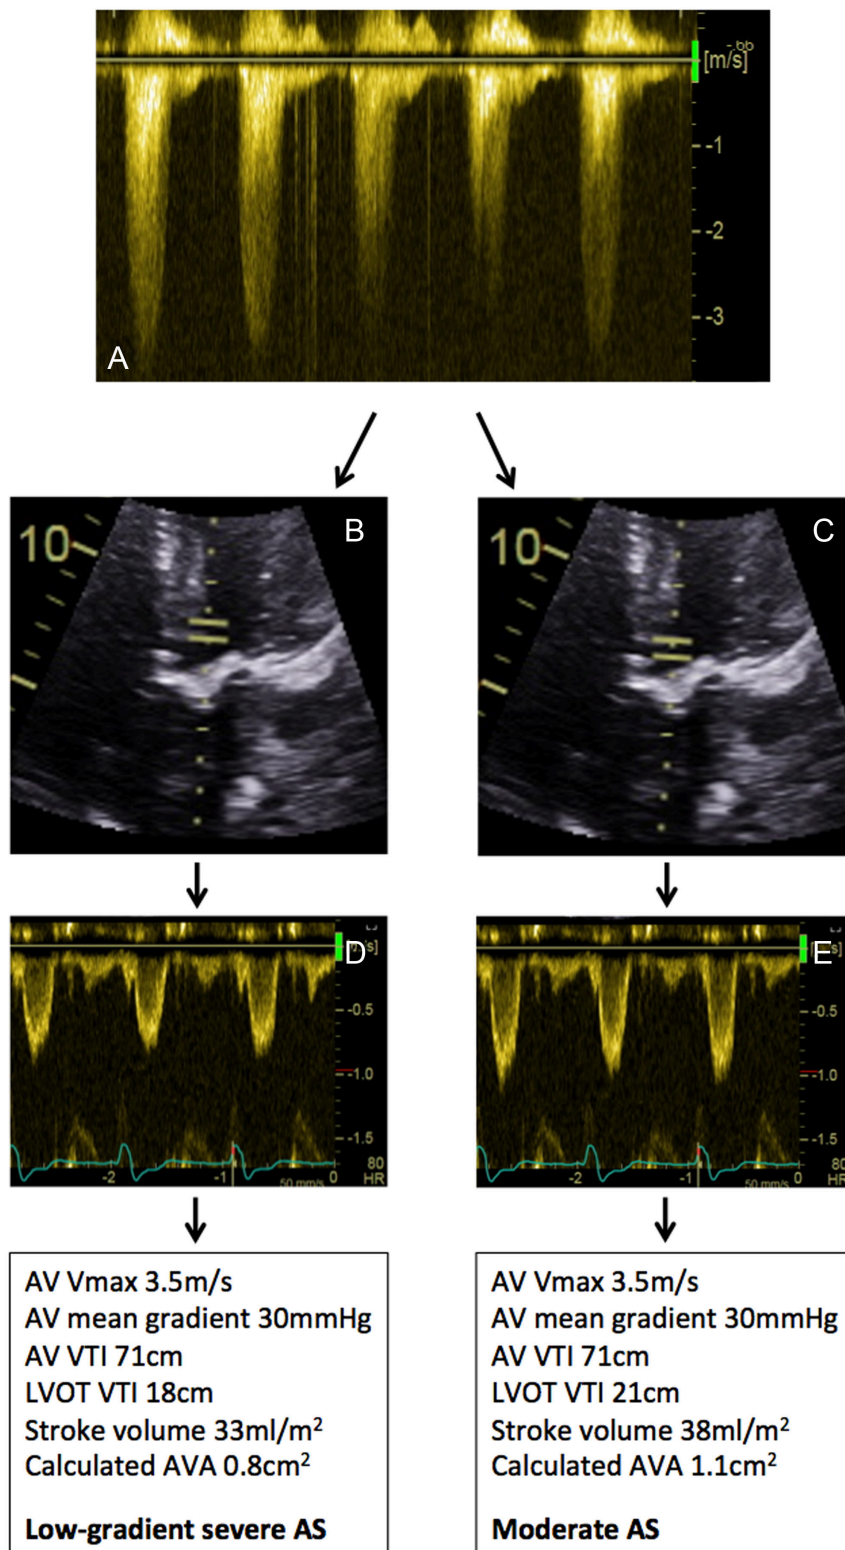 -.66
[m/s]
-1
-2
-3
A
10
B
10
C
D
/s]
-0.5
-1.0
-1.5
80
-2
-1
0
HR
50 mm/s
E
-0.5
-1.0
-1.5
80
-2
-1
0
HR
50 mm/s
AV Vmax 3.5m/s
AV mean gradient 30mmHg
AV VTI 71cm
LVOT VTI 18cm
Stroke volume 33ml/m²
Calculated AVA 0.8cm²
Low-gradient severe AS
AV Vmax 3.5m/s
AV mean gradient 30mmHg
AV VTI 71cm
LVOT VTI 21cm
Stroke volume 38ml/m²
Calculated AVA 1.1cm²
Moderate AS